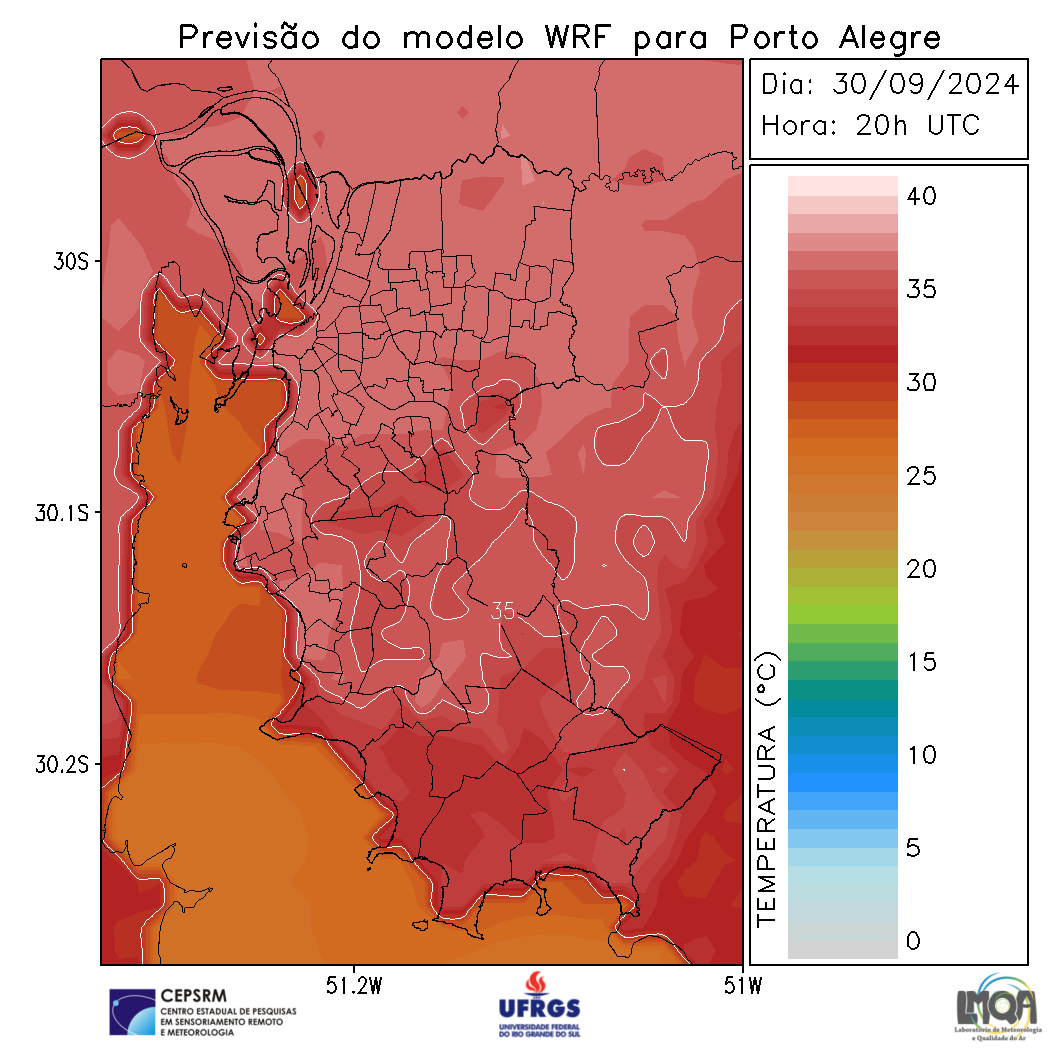 Previsão do modelo WRF para Porto Alegre
Dia: 30/09/2024
Hora: 20h UTC
30S
30.1S
30.2S
51.2W
51W
35
TEMPERATURA (°C)
40
35
30
25
20
15
10
5
0
CEPSRM
CENTRO ESTADUAL DE PESQUISAS
EM SENSORIAMENTO REMOTO
E METEOROLOGIA
UFRGS
UNIVERSIDADE FEDERAL
DO RIO GRANDE DO SUL
LMQA
Laboratório de Meteorologia
e Qualidade do Ar